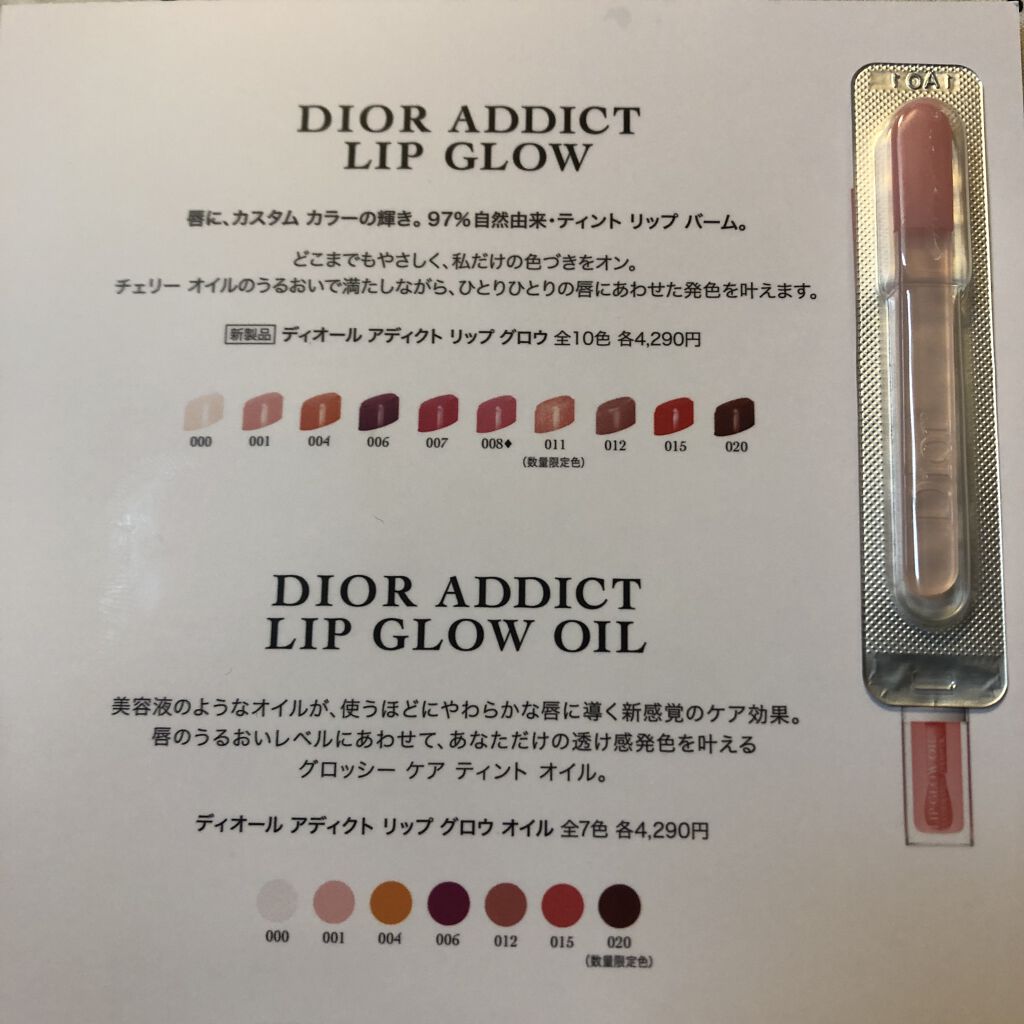 1A01
DIOR ADDICT
LIP GLOW
唇に、カスタム カラーの輝き。97%自然由来・ティント リップ バーム。
どこまでもやさしく、私だけの色づきをオン。
チェリー オイルのうるおいで満たしながら、ひとりひとりの唇にあわせた発色を叶えます。
新製品 ディオール アディクト リップ グロウ 全10色 各4,290円
000 001 004 006 007 008♦ 011 012 015 020
(数量限定色)
Dior
DIOR ADDICT
LIP GLOW OIL
美容液のようなオイルが、使うほどにやわらかな唇に導く新感覚のケア効果。
唇のうるおいレベルにあわせて、あなただけの透け感発色を叶える
グロッシー ケア ティント オイル。
ディオール アディクト リップ グロウ オイル 全7色 各4,290円
LIP GLOW OIL
000 001 004 006 012 015 020
(数量限定色)